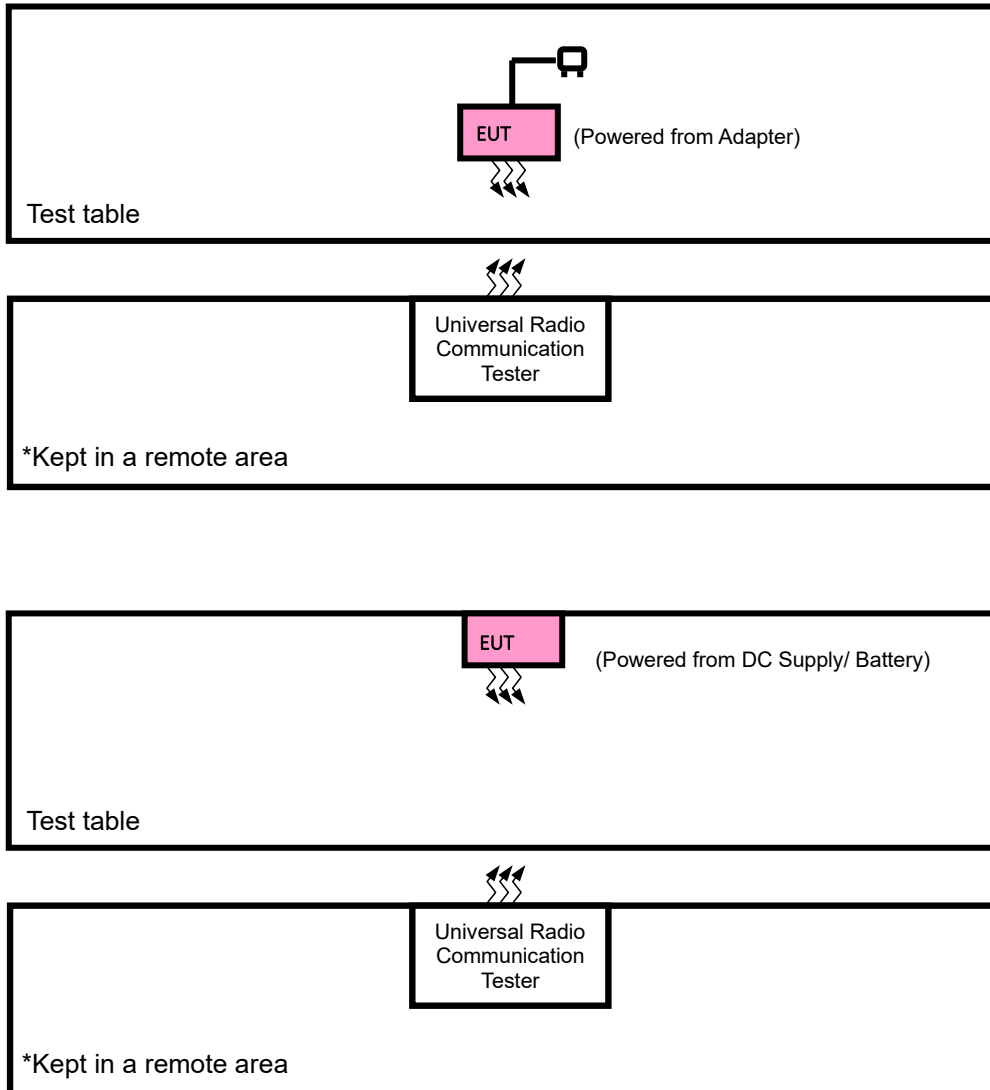 EUT
(Powered from Adapter)
Test table
Universal Radio
Communication
Tester
*Kept in a remote area
EUT
(Powered from DC Supply/ Battery)
Test table
Universal Radio
Communication
Tester
*Kept in a remote area